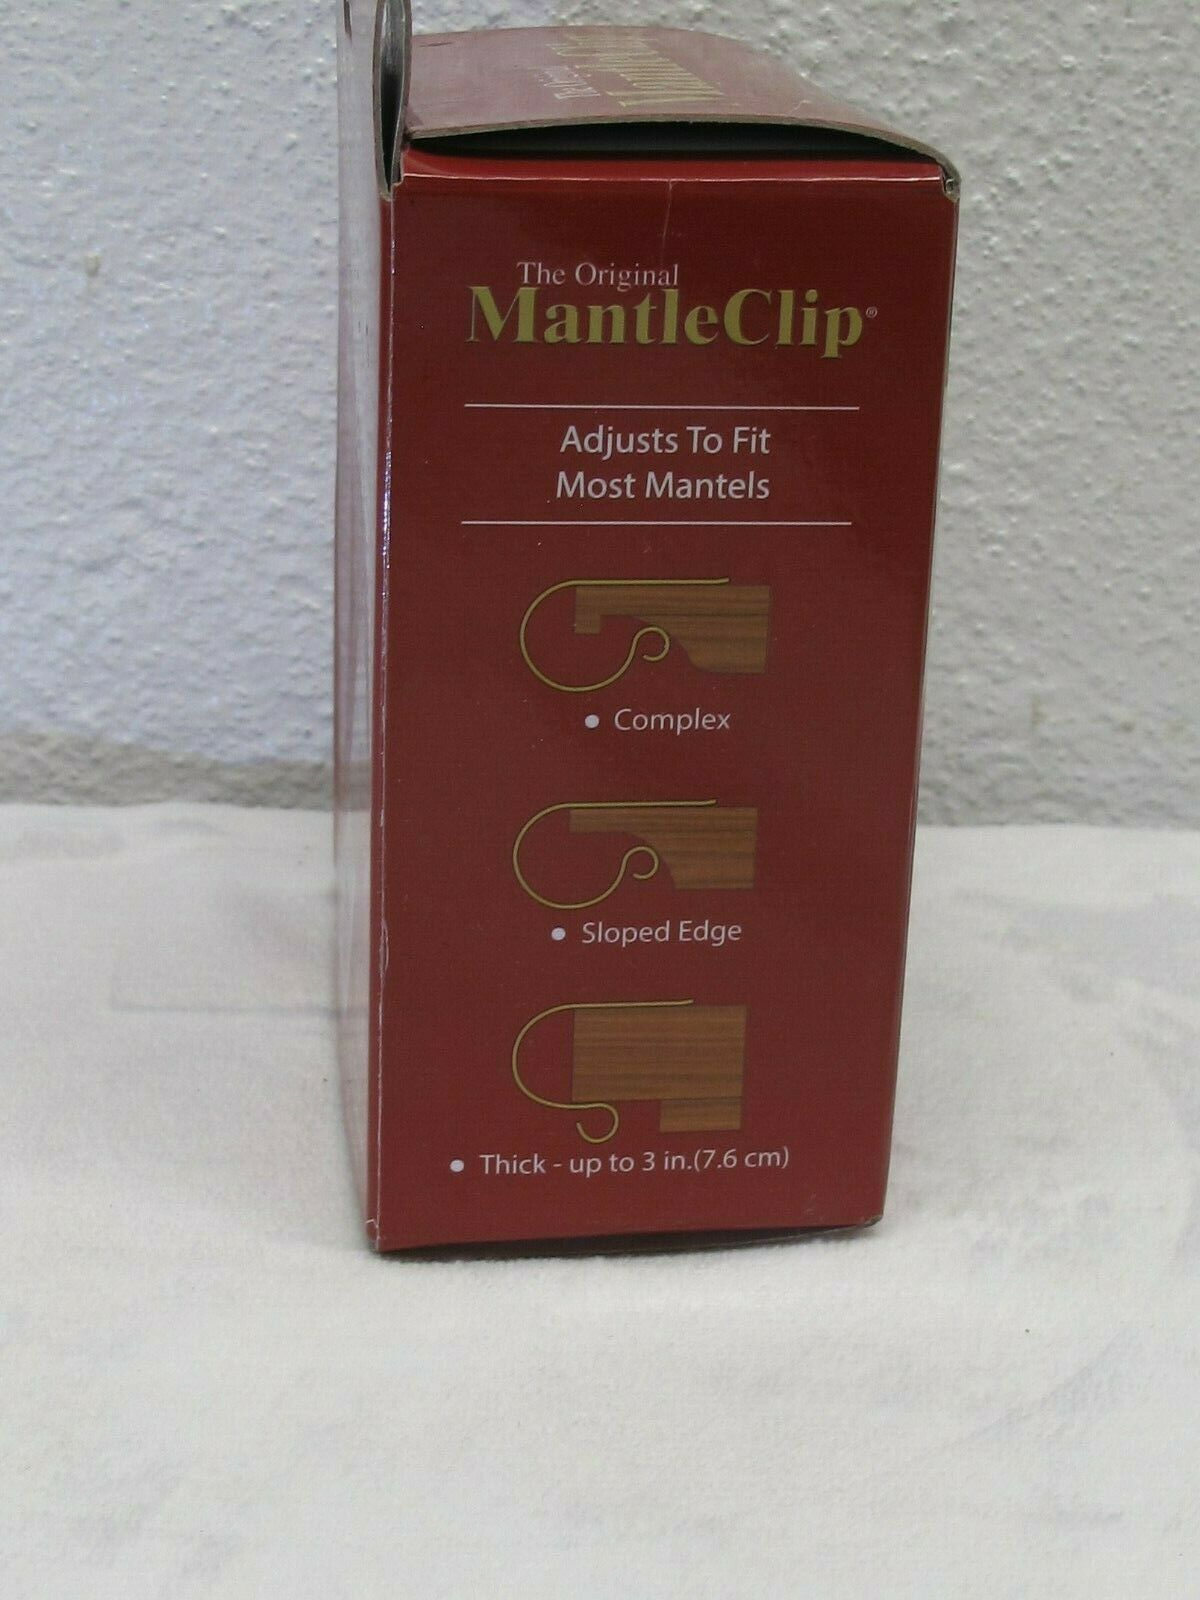 The Original
MantleClip®
Adjusts To Fit
Most Mantels
• Complex
• Sloped Edge
• Thick - up to 3 in.(7.6 cm)